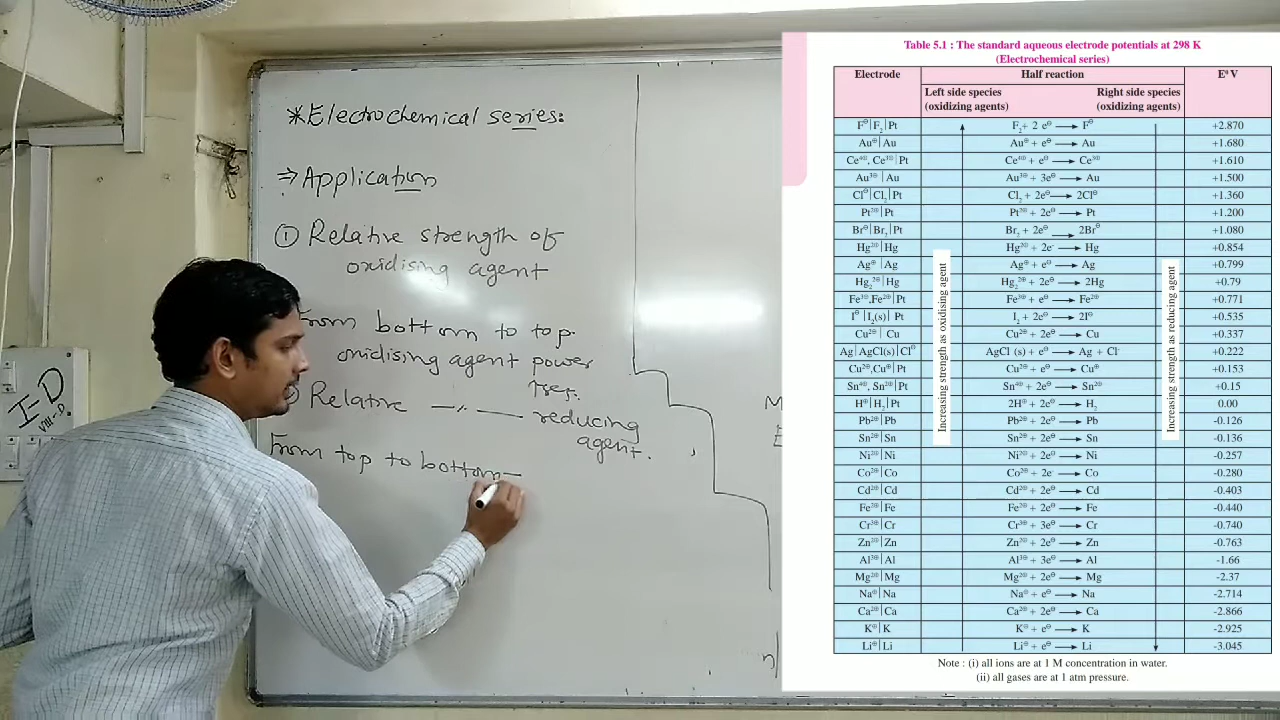 *Electrochemical series:
⇒ Application
① Relative strength of
oxidising agent
From bottom to top.
oxidising agent power
Relative —〃— reducing
agent.
From top to bottom—
I-D
VIII-D.
Table 5.1 : The standard aqueous electrode potentials at 298 K
(Electrochemical series)
Electrode Half reaction E⁰ V
Left side species (oxidizing agents) Right side species (oxidizing agents)
F⊖|F₂|Pt F₂+ 2 e⊖ ⟶ F⊖ +2.870
Au⊕|Au Au⊕ + e⊖ ⟶ Au +1.680
Ce⁴⊕, Ce³⊕|Pt Ce⁴⊕ + e⊖ ⟶ Ce³⊕ +1.610
Au³⊕|Au Au³⊕ + 3e⊖ ⟶ Au +1.500
Cl⊖|Cl₂|Pt Cl₂ + 2e⊖ ⟶ 2Cl⊖ +1.360
Pt²⊕|Pt Pt²⊕ + 2e⊖ ⟶ Pt +1.200
Br⊖|Br₂|Pt Br₂ + 2e⊖ ⟶ 2Br⊖ +1.080
Hg²⊕|Hg Hg²⊕ + 2e⁻ ⟶ Hg +0.854
Ag⊕|Ag Ag⊕ + e⊖ ⟶ Ag +0.799
Hg₂²⊕|Hg Hg₂²⊕ + 2e⊖ ⟶ 2Hg +0.79
Fe³⊕,Fe²⊕|Pt Fe³⊕ + e⊖ ⟶ Fe²⊕ +0.771
I⊖|I₂(s)|Pt I₂ + 2e⊖ ⟶ 2I⊖ +0.535
Cu²⊕|Cu Cu²⊕ + 2e⊖ ⟶ Cu +0.337
Ag|AgCl(s)|Cl⊖ AgCl (s) + e⊖ ⟶ Ag + Cl⁻ +0.222
Cu²⊕,Cu⊕|Pt Cu²⊕ + e⊖ ⟶ Cu⊕ +0.153
Sn⁴⊕, Sn²⊕|Pt Sn⁴⊕ + 2e⊖ ⟶ Sn²⊕ +0.15
H⊕|H₂|Pt 2H⊕ + 2e⊖ ⟶ H₂ 0.00
Pb²⊕|Pb Pb²⊕ + 2e⊖ ⟶ Pb -0.126
Sn²⊕|Sn Sn²⊕ + 2e⊖ ⟶ Sn -0.136
Ni²⊕|Ni Ni²⊕ + 2e⊖ ⟶ Ni -0.257
Co²⊕|Co Co²⊕ + 2e⁻ ⟶ Co -0.280
Cd²⊕|Cd Cd²⊕ + 2e⊖ ⟶ Cd -0.403
Fe²⊕|Fe Fe²⊕ + 2e⊖ ⟶ Fe -0.440
Cr³⊕|Cr Cr³⊕ + 3e⊖ ⟶ Cr -0.740
Zn²⊕|Zn Zn²⊕ + 2e⊖ ⟶ Zn -0.763
Al³⊕|Al Al³⊕ + 3e⊖ ⟶ Al -1.66
Mg²⊕|Mg Mg²⊕ + 2e⊖ ⟶ Mg -2.37
Na⊕|Na Na⊕ + e⊖ ⟶ Na -2.714
Ca²⊕|Ca Ca²⊕ + 2e⊖ ⟶ Ca -2.866
K⊕|K K⊕ + e⊖ ⟶ K -2.925
Li⊕|Li Li⊕ + e⊖ ⟶ Li -3.045
Increasing strength as oxidising agent
Increasing strength as reducing agent
Note : (i) all ions are at 1 M concentration in water.
(ii) all gases are at 1 atm pressure.